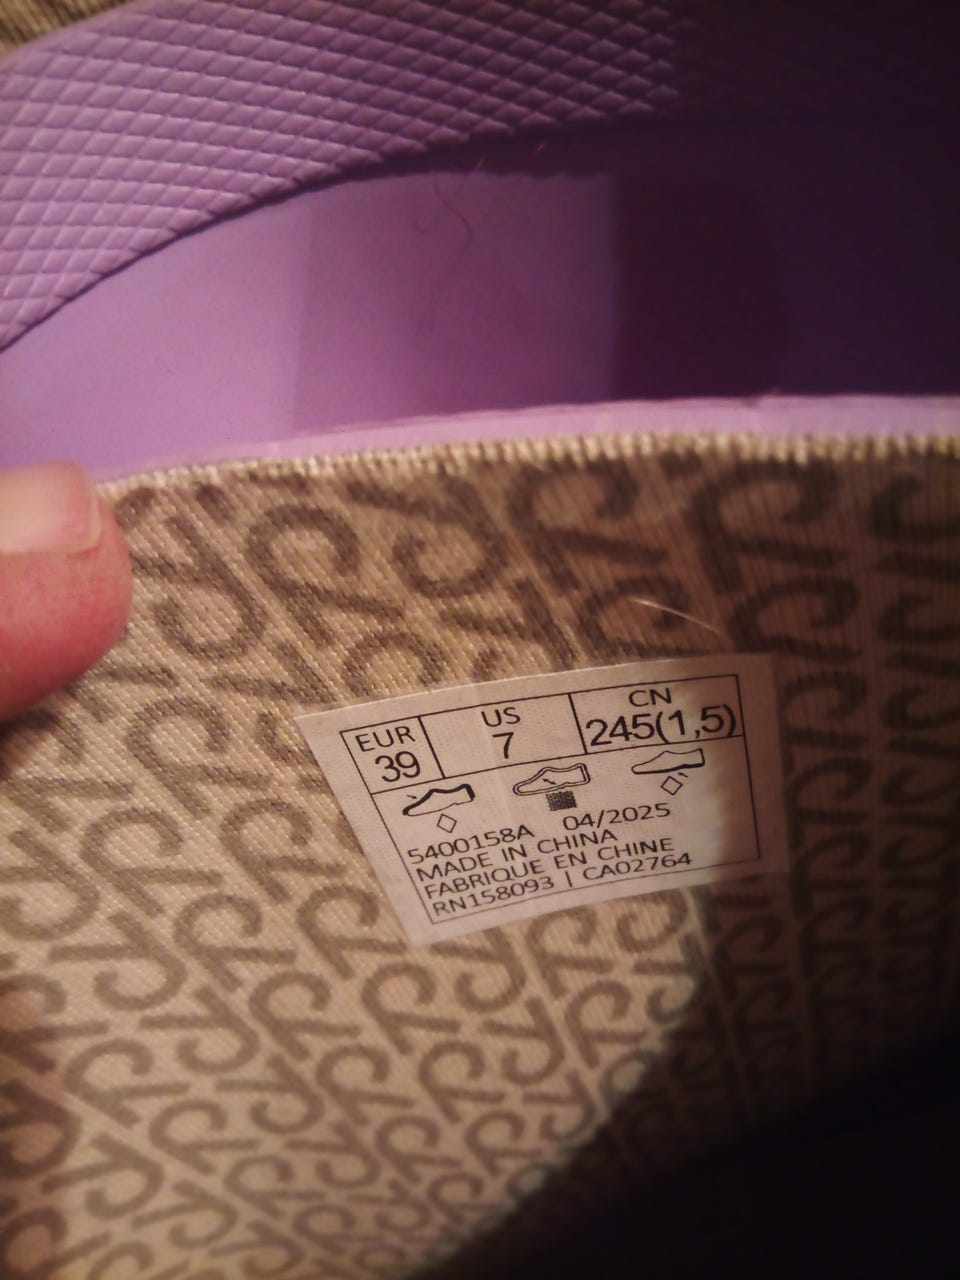 EUR US CN
39 7 245(1,5)
5400158A 04/2025
MADE IN CHINA
FABRIQUE EN CHINE
RN158093 | CA02764